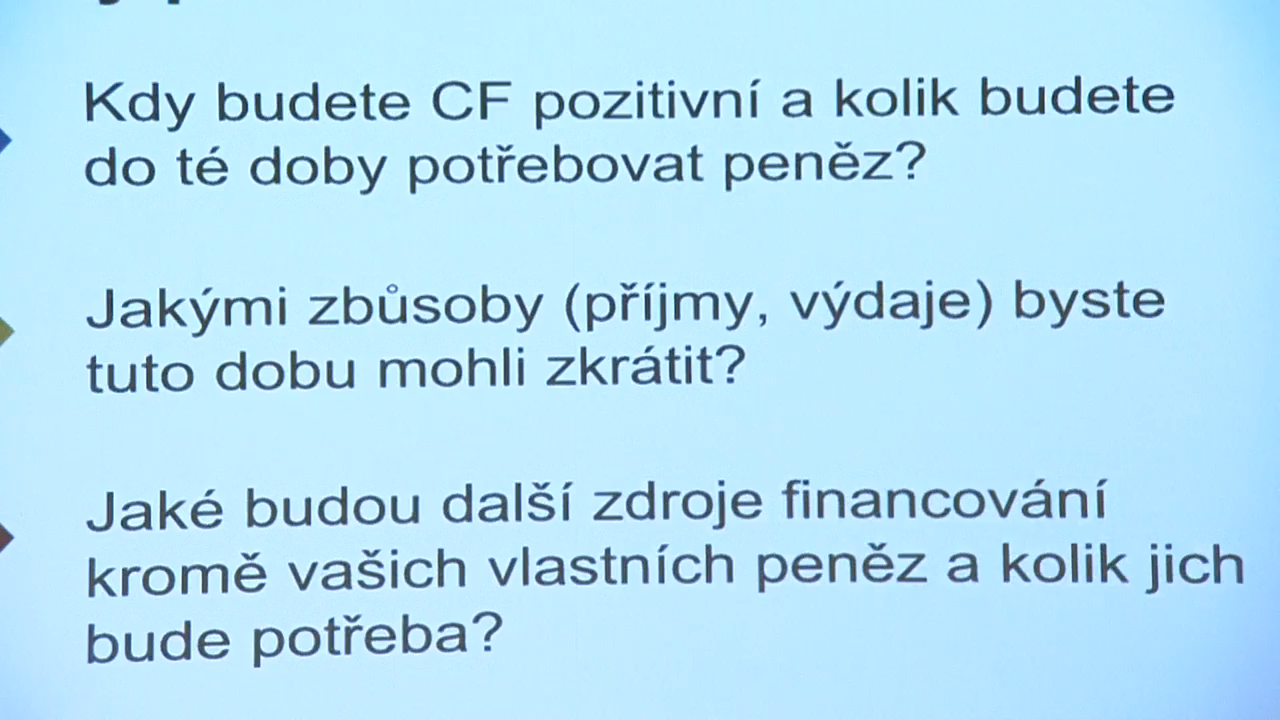 Kdy budete CF pozitivní a kolik budete
do té doby potřebovat peněz?
Jakými zbůsoby (příjmy, výdaje) byste
tuto dobu mohli zkrátit?
Jaké budou další zdroje financování
kromě vašich vlastních peněz a kolik jich
bude potřeba?